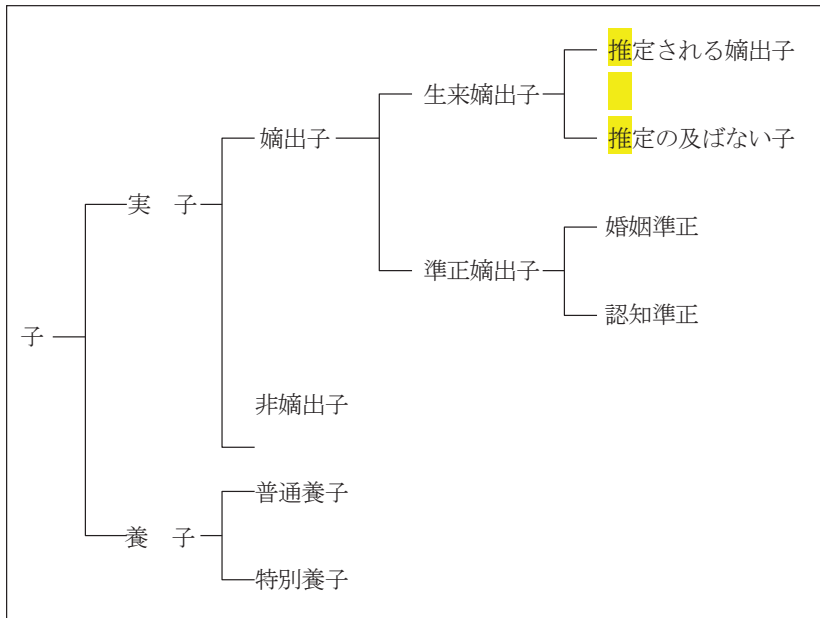 推定される嫡出子
生来嫡出子
嫡出子
推定の及ばない子
実 子
婚姻準正
準正嫡出子
認知準正
子
非嫡出子
普通養子
養 子
特別養子